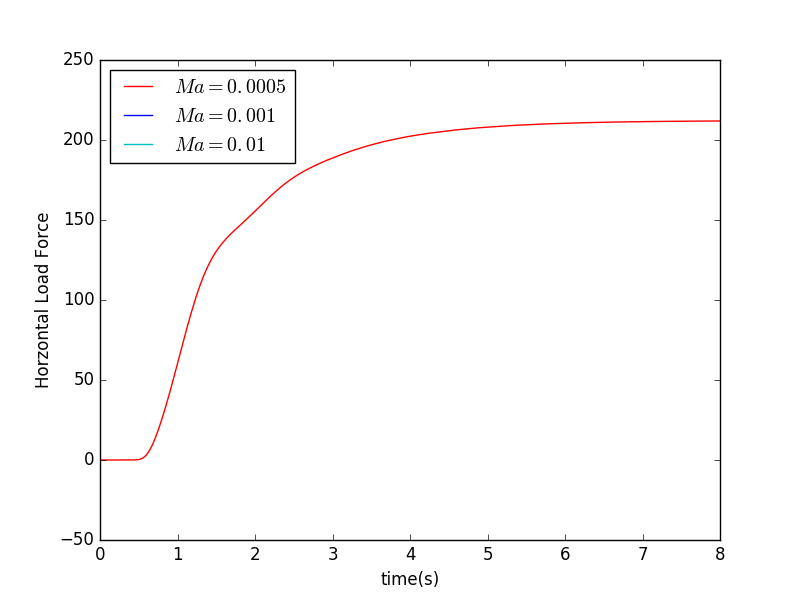 250
200
150
100
50
0
−50
Ma = 0.0005
Ma = 0.001
Ma = 0.01
Horzontal Load Force
0 1 2 3 4 5 6 7 8
time(s)